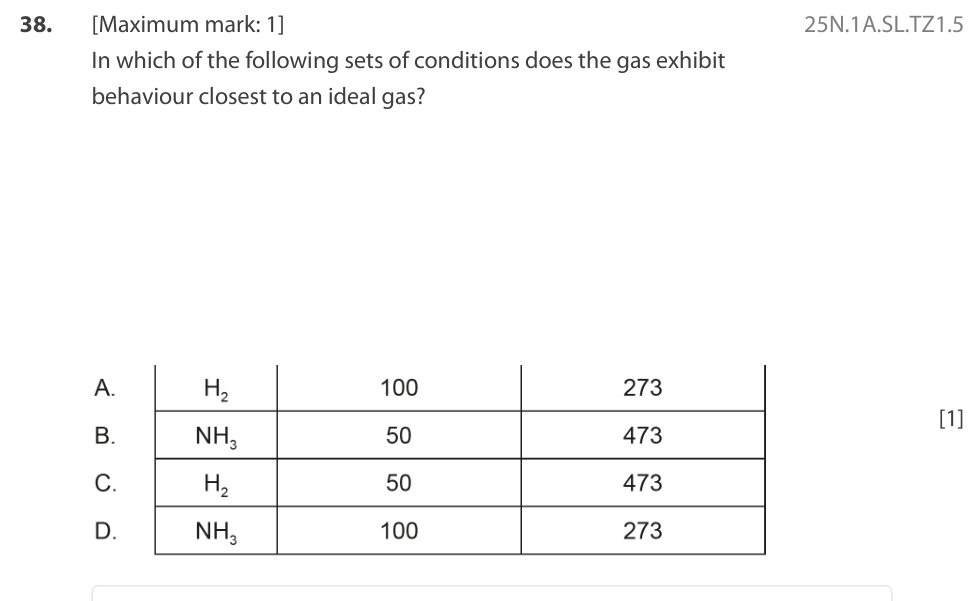 38. [Maximum mark: 1] 25N.1A.SL.TZ1.5
In which of the following sets of conditions does the gas exhibit
behaviour closest to an ideal gas?
A. H₂ 100 273
B. NH₃ 50 473
[1]
C. H₂ 50 473
D. NH₃ 100 273